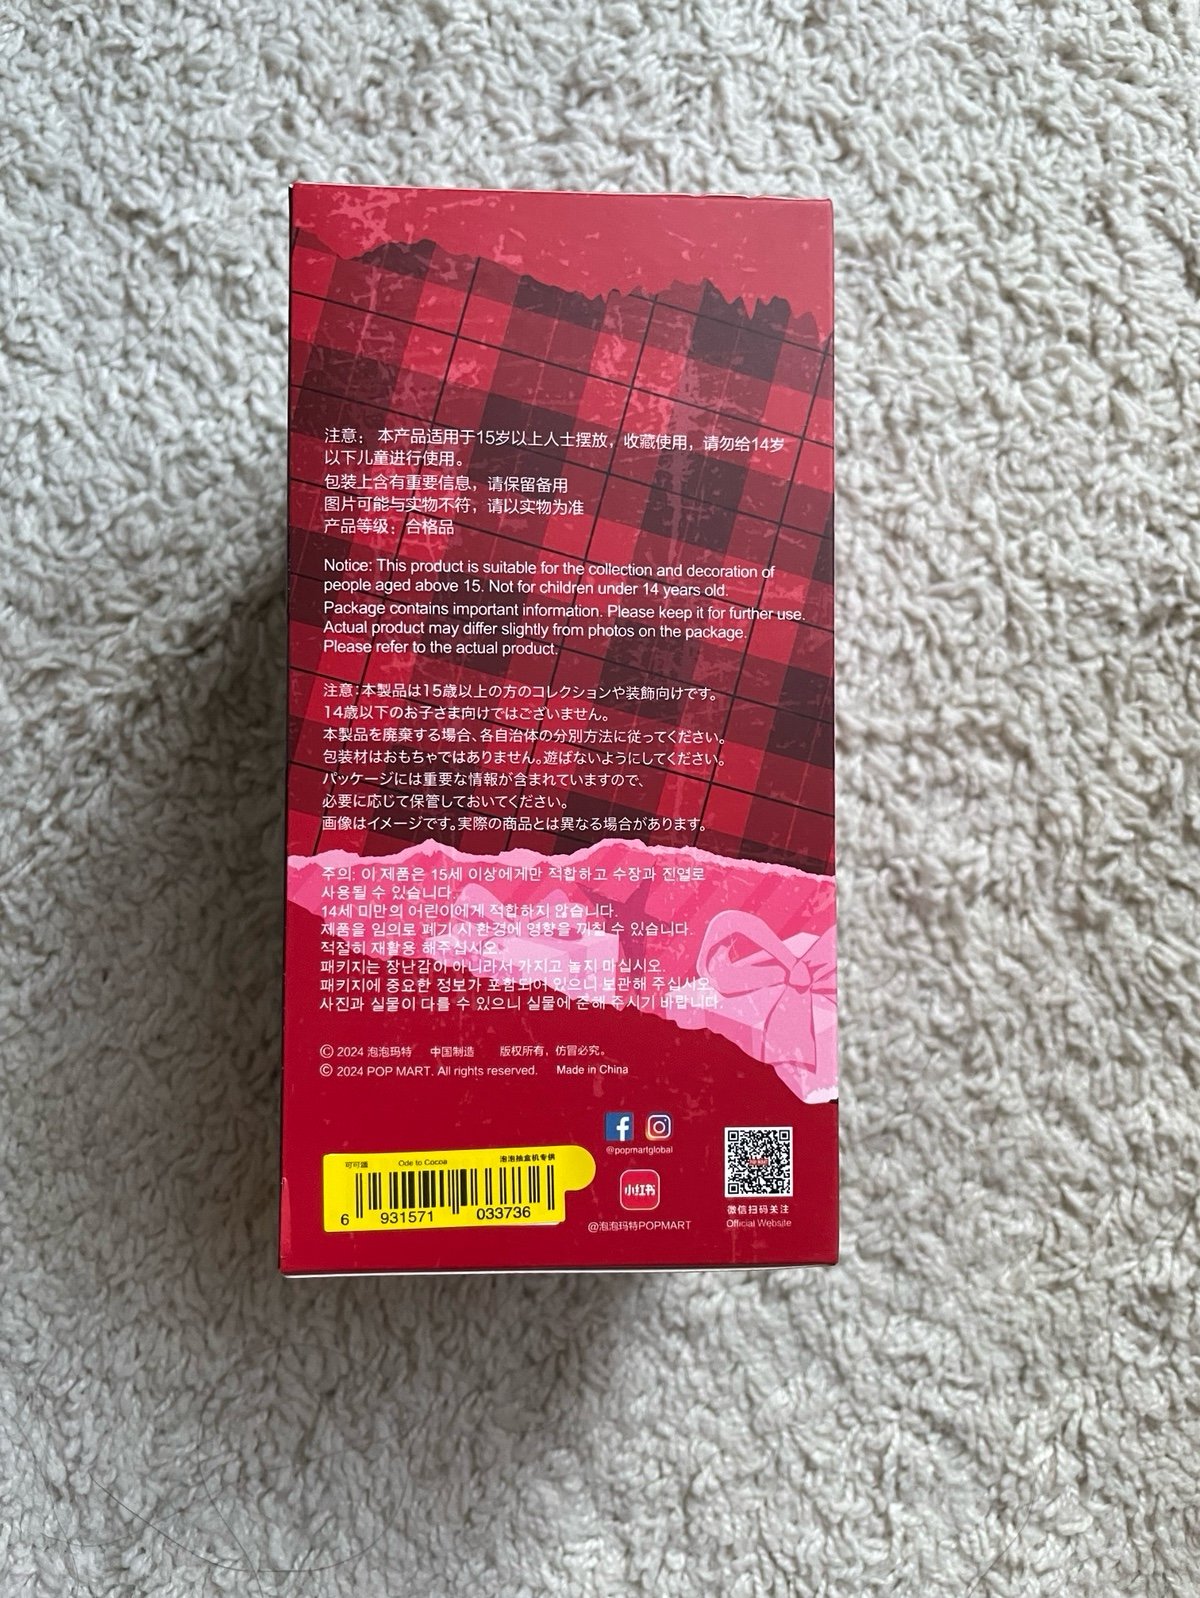 注意： 本产品适用于15岁以上人士摆放，收藏使用，请勿给14岁
以下儿童进行使用。
包装上含有重要信息，请保留备用
图片可能与实物不符，请以实物为准
产品等级：合格品
Notice: This product is suitable for the collection and decoration of
people aged above 15. Not for children under 14 years old.
Package contains important information. Please keep it for further use.
Actual product may differ slightly from photos on the package.
Please refer to the actual product.
注意:本製品は15歳以上の方のコレクションや装飾向けです。
14歳以下のお子さま向けではございません。
本製品を廃棄する場合、各自治体の分別方法に従ってください。
包装材はおもちゃではありません。遊ばないようにしてください。
パッケージには重要な情報が含まれていますので、
必要に応じて保管しておいてください。
画像はイメージです。実際の商品とは異なる場合があります。
주의: 이 제품은 15세 이상에게만 적합하고 수장과 진열로
사용될 수 있습니다.
14세 미만의 어린이에게 적합하지 않습니다.
제품을 임의로 폐기 시 환경에 영향을 끼칠 수 있습니다.
적절히 재활용 해주십시오.
패키지는 장난감이 아니라서 가지고 놀지 마십시오.
패키지에 중요한 정보가 포함되어 있으니 보관해 주십시오.
사진과 실물이 다를 수 있으니 실물에 준해 주시기 바랍니다.
© 2024 泡泡玛特 中国制造 版权所有，仿冒必究。
© 2024 POP MART. All rights reserved. Made in China
@popmartglobal
可可颂 Ode to Cocoa 泡泡抽盒机专供
6 931571 033736
小红书
@泡泡玛特POPMART
微信扫码关注
Official Website